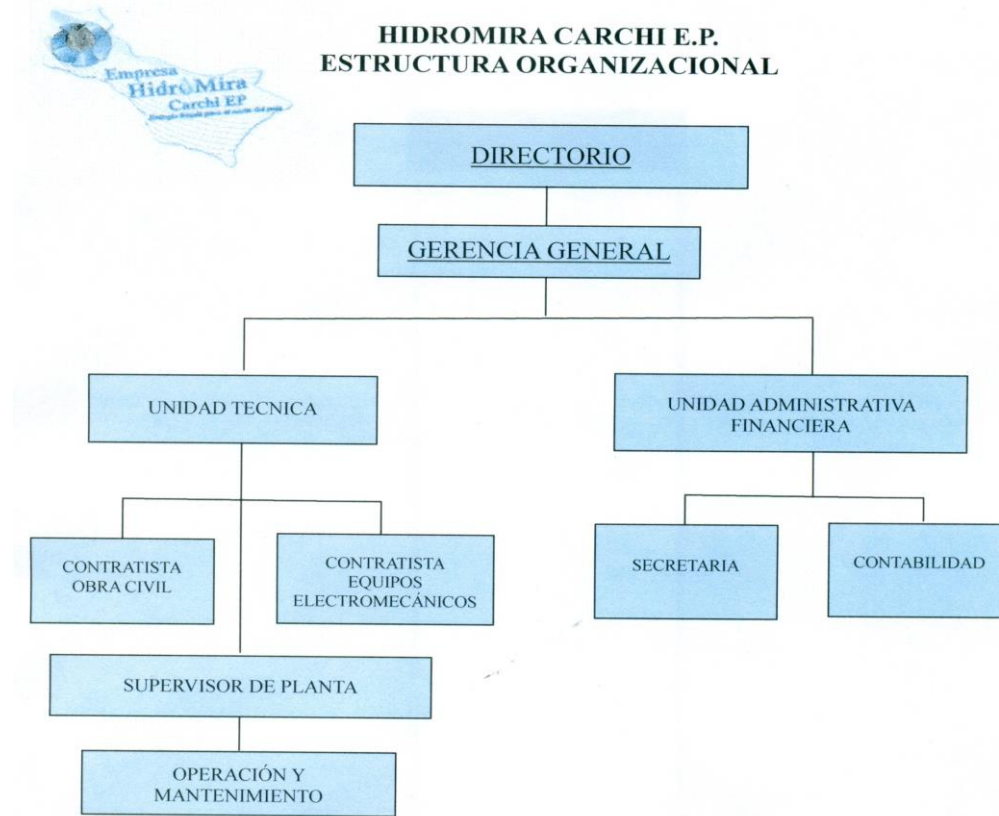 HIDROMIRA CARCHI E.P.
ESTRUCTURA ORGANIZACIONAL
Empresa
HidrOMira
Carchi EP
DIRECTORIO
GERENCIA GENERAL
UNIDAD TECNICA
UNIDAD ADMINISTRATIVA
FINANCIERA
CONTRATISTA
OBRA CIVIL
CONTRATISTA
EQUIPOS
ELECTROMECÁNICOS
SECRETARIA
CONTABILIDAD
SUPERVISOR DE PLANTA
OPERACIÓN Y
MANTENIMIENTO